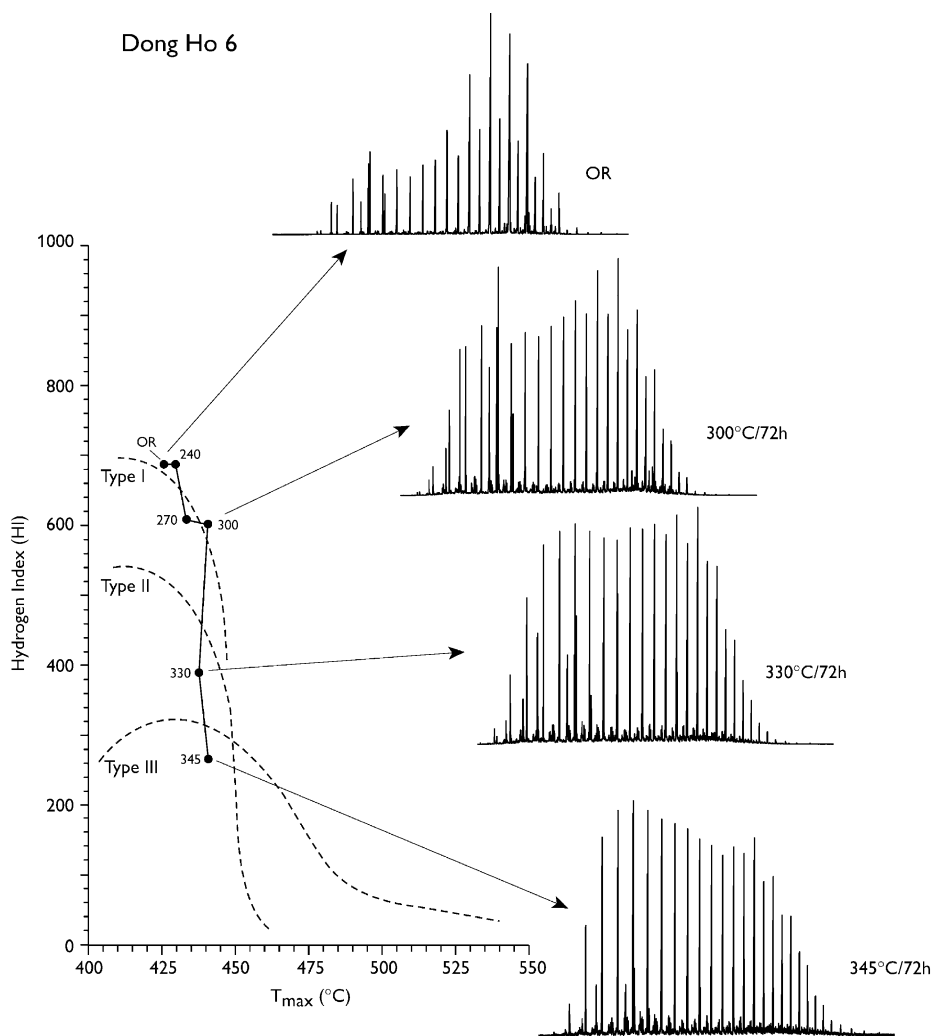 Dong Ho 6
OR
1000
800
300°C/72h
OR
240
Type I
270
300
600
Type II
Hydrogen Index (HI)
400
330
330°C/72h
Type III
345
200
345°C/72h
0
400
425
450
475
500
525
550
Tmax (°C)